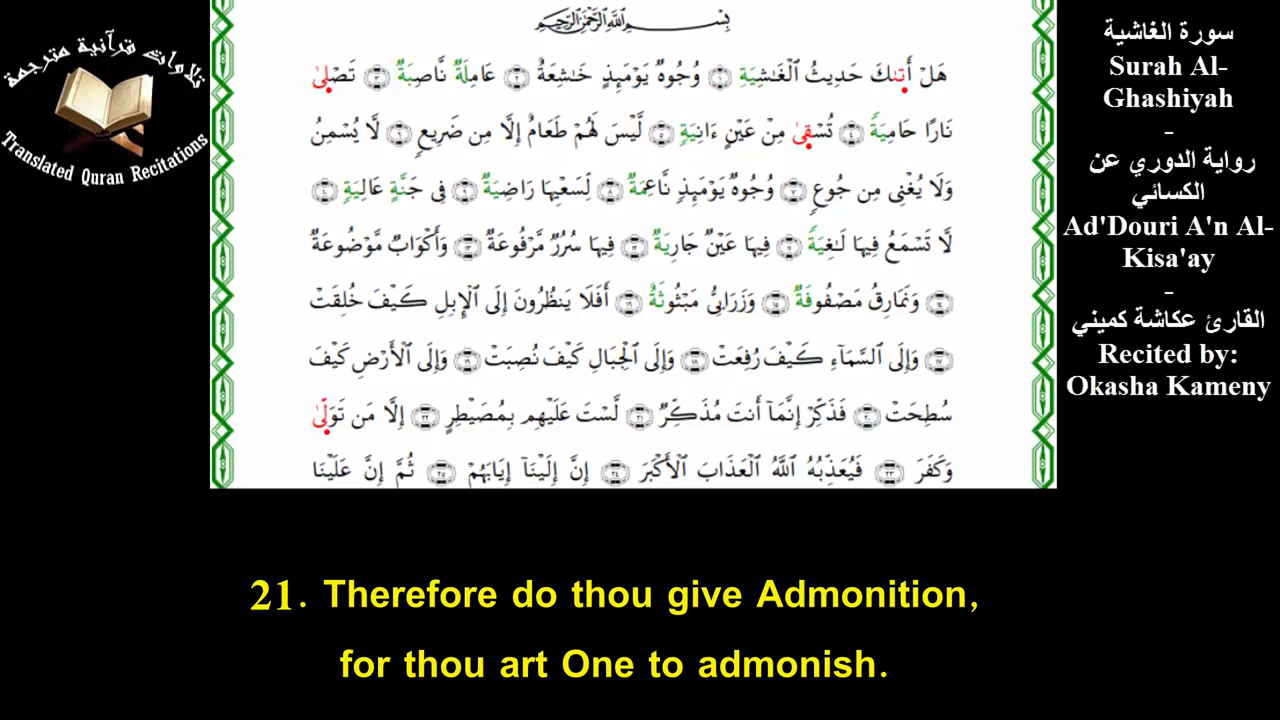 تلاوات قرآنية مترجمة
Translated Quran Recitations
بِسْمِ اللَّهِ الرَّحْمَٰنِ الرَّحِيمِ
هَلْ أَتَىٰكَ حَدِيثُ ٱلْغَٰشِيَةِ ١ وُجُوهٌ يَوْمَئِذٍ خَٰشِعَةٌ ٢ عَامِلَةٌ نَّاصِبَةٌ ٣ تَصْلَىٰ
نَارًا حَامِيَةً ٤ تُسْقَىٰ مِنْ عَيْنٍ ءَانِيَةٍ ٥ لَّيْسَ لَهُمْ طَعَامٌ إِلَّا مِن ضَرِيعٍ ٦ لَّا يُسْمِنُ
وَلَا يُغْنِى مِن جُوعٍ ٧ وُجُوهٌ يَوْمَئِذٍ نَّاعِمَةٌ ٨ لِّسَعْيِهَا رَاضِيَةٌ ٩ فِى جَنَّةٍ عَالِيَةٍ ١٠
لَّا تَسْمَعُ فِيهَا لَٰغِيَةً ١١ فِيهَا عَيْنٌ جَارِيَةٌ ١٢ فِيهَا سُرُرٌ مَّرْفُوعَةٌ ١٣ وَأَكْوَابٌ مَّوْضُوعَةٌ
١٤ وَنَمَارِقُ مَصْفُوفَةٌ ١٥ وَزَرَابِىُّ مَبْثُوثَةٌ ١٦ أَفَلَا يَنظُرُونَ إِلَى ٱلْإِبِلِ كَيْفَ خُلِقَتْ
١٧ وَإِلَى ٱلسَّمَآءِ كَيْفَ رُفِعَتْ ١٨ وَإِلَى ٱلْجِبَالِ كَيْفَ نُصِبَتْ ١٩ وَإِلَى ٱلْأَرْضِ كَيْفَ
سُطِحَتْ ٢٠ فَذَكِّرْ إِنَّمَآ أَنتَ مُذَكِّرٌ ٢١ لَّسْتَ عَلَيْهِم بِمُصَيْطِرٍ ٢٢ إِلَّا مَن تَوَلَّىٰ
وَكَفَرَ ٢٣ فَيُعَذِّبُهُ ٱللَّهُ ٱلْعَذَابَ ٱلْأَكْبَرَ ٢٤ إِنَّ إِلَيْنَآ إِيَابَهُمْ ٢٥ ثُمَّ إِنَّ عَلَيْنَا
سورة الغاشية
Surah Al-
Ghashiyah
-
رواية الدوري عن
الكسائي
Ad'Douri A'n Al-
Kisa'ay
-
القارئ عكاشة كميني
Recited by:
Okasha Kameny
21. Therefore do thou give Admonition,
for thou art One to admonish.